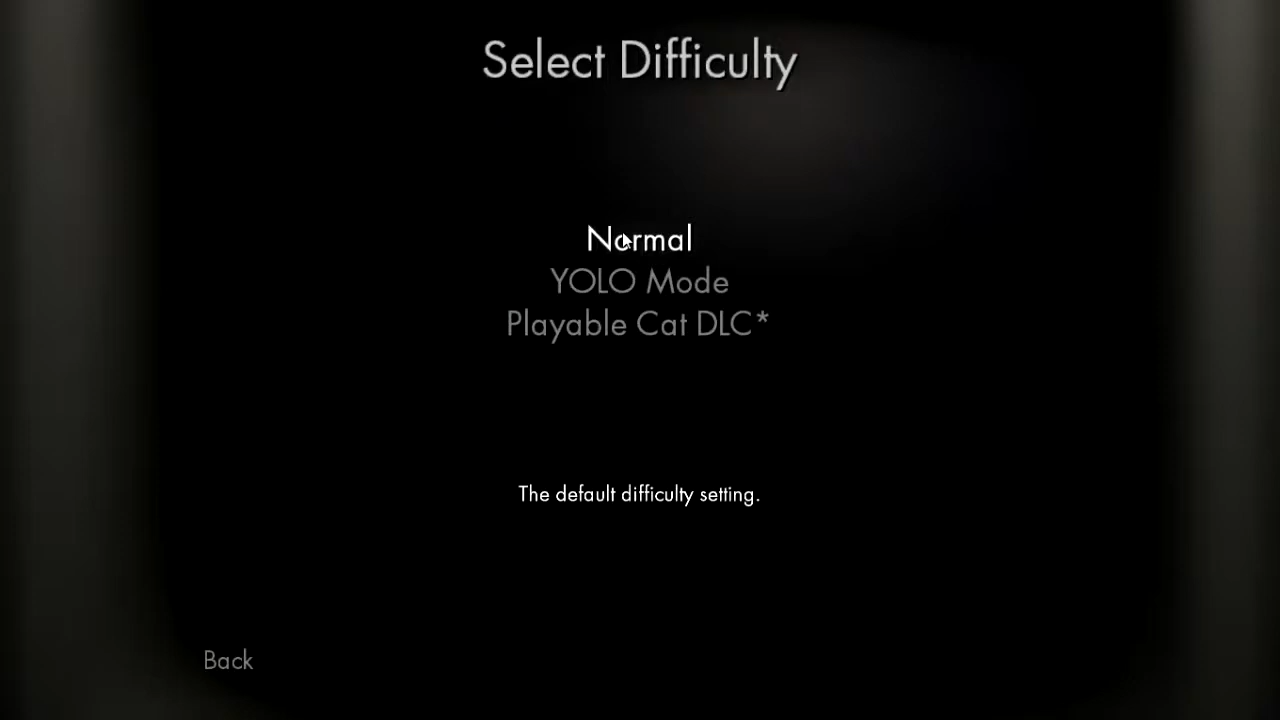 Select Difficulty
Normal
YOLO Mode
Playable Cat DLC*
The default difficulty setting.
Back